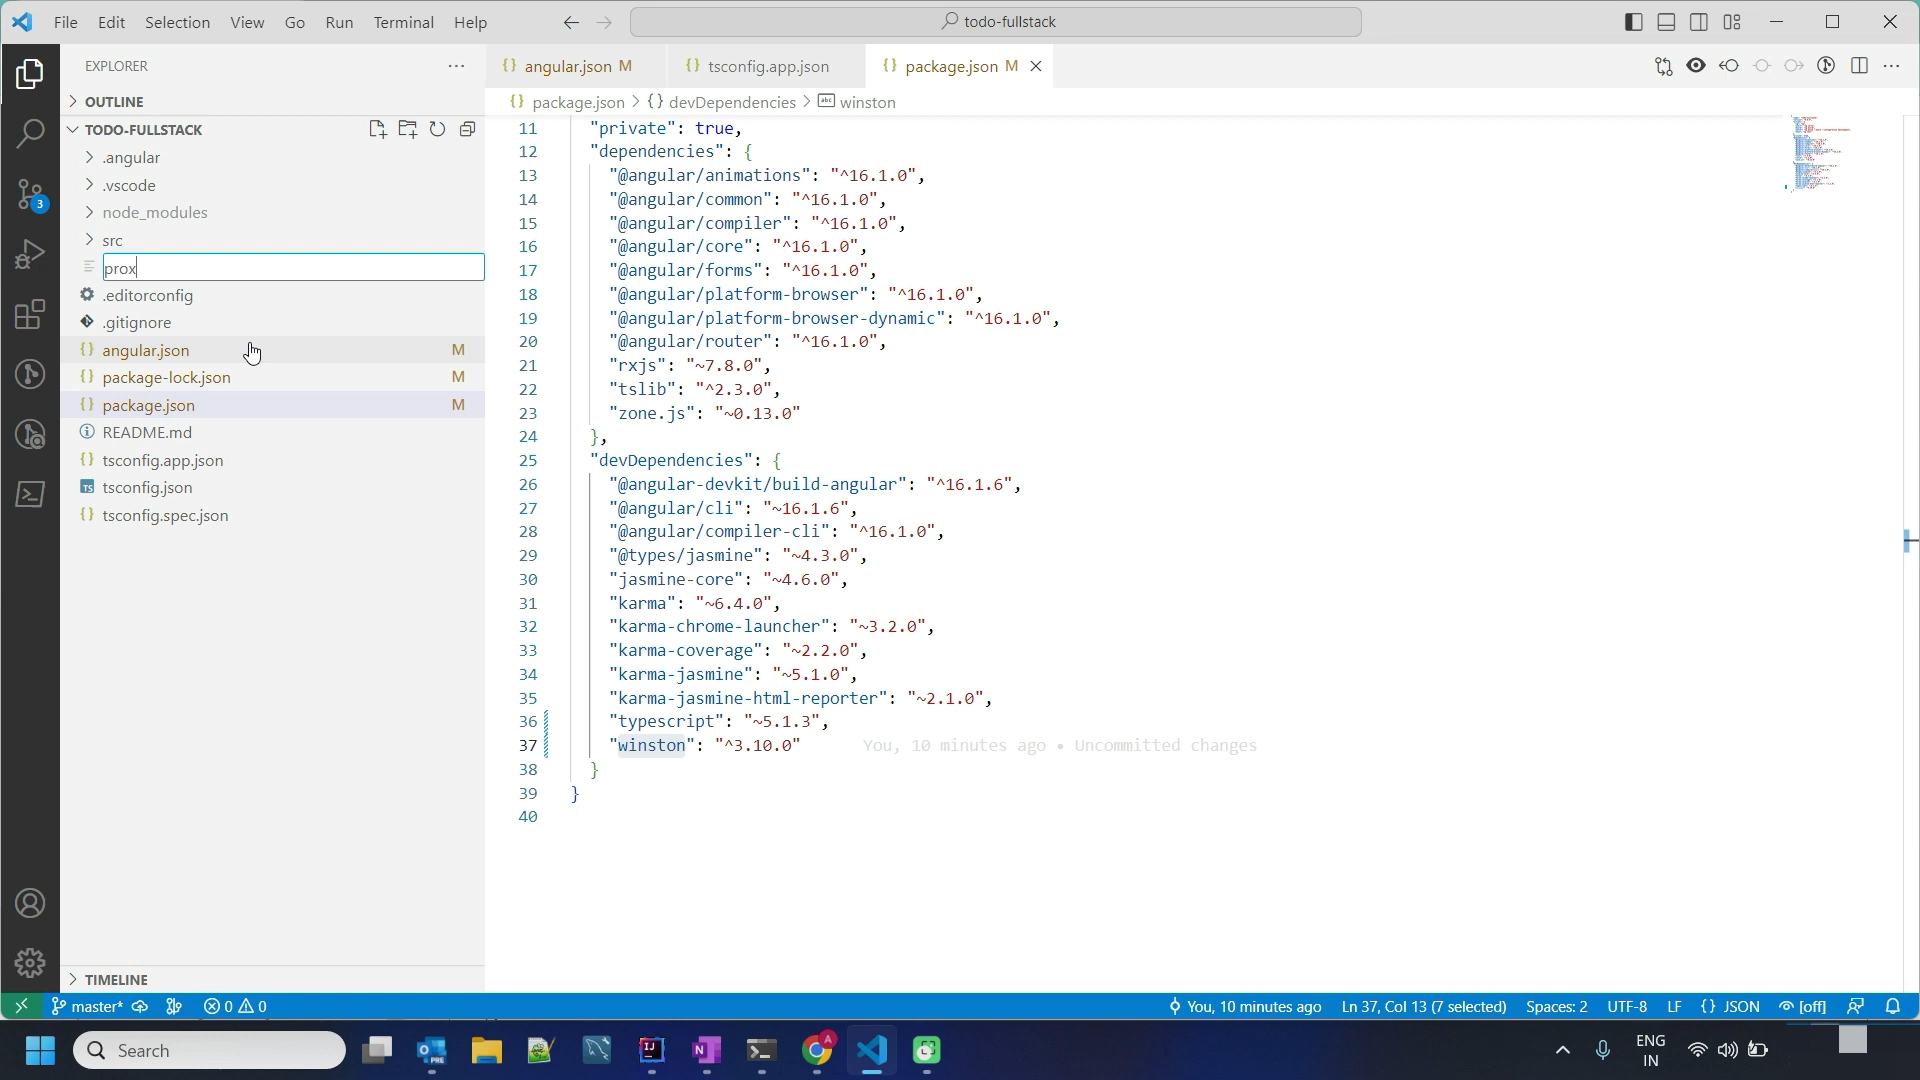 File Edit Selection View Go Run Terminal Help
todo-fullstack
EXPLORER
OUTLINE
TODO-FULLSTACK
.angular
.vscode
node_modules
src
prox
.editorconfig
.gitignore
angular.json M
package-lock.json M
package.json M
README.md
tsconfig.app.json
TS tsconfig.json
tsconfig.spec.json
TIMELINE
3
{} angular.json M {} tsconfig.app.json {} package.json M
{} package.json > {} devDependencies > abc winston
11 "private": true,
12 "dependencies": {
13 "@angular/animations": "^16.1.0",
14 "@angular/common": "^16.1.0",
15 "@angular/compiler": "^16.1.0",
16 "@angular/core": "^16.1.0",
17 "@angular/forms": "^16.1.0",
18 "@angular/platform-browser": "^16.1.0",
19 "@angular/platform-browser-dynamic": "^16.1.0",
20 "@angular/router": "^16.1.0",
21 "rxjs": "~7.8.0",
22 "tslib": "^2.3.0",
23 "zone.js": "~0.13.0"
24 },
25 "devDependencies": {
26 "@angular-devkit/build-angular": "^16.1.6",
27 "@angular/cli": "~16.1.6",
28 "@angular/compiler-cli": "^16.1.0",
29 "@types/jasmine": "~4.3.0",
30 "jasmine-core": "~4.6.0",
31 "karma": "~6.4.0",
32 "karma-chrome-launcher": "~3.2.0",
33 "karma-coverage": "~2.2.0",
34 "karma-jasmine": "~5.1.0",
35 "karma-jasmine-html-reporter": "~2.1.0",
36 "typescript": "~5.1.3",
37 "winston": "^3.10.0" You, 10 minutes ago • Uncommitted changes
38 }
39 }
40
master* 0 0 You, 10 minutes ago Ln 37, Col 13 (7 selected) Spaces: 2 UTF-8 LF {} JSON [off]
Search
PRE
IJ
N
A
ENG
IN